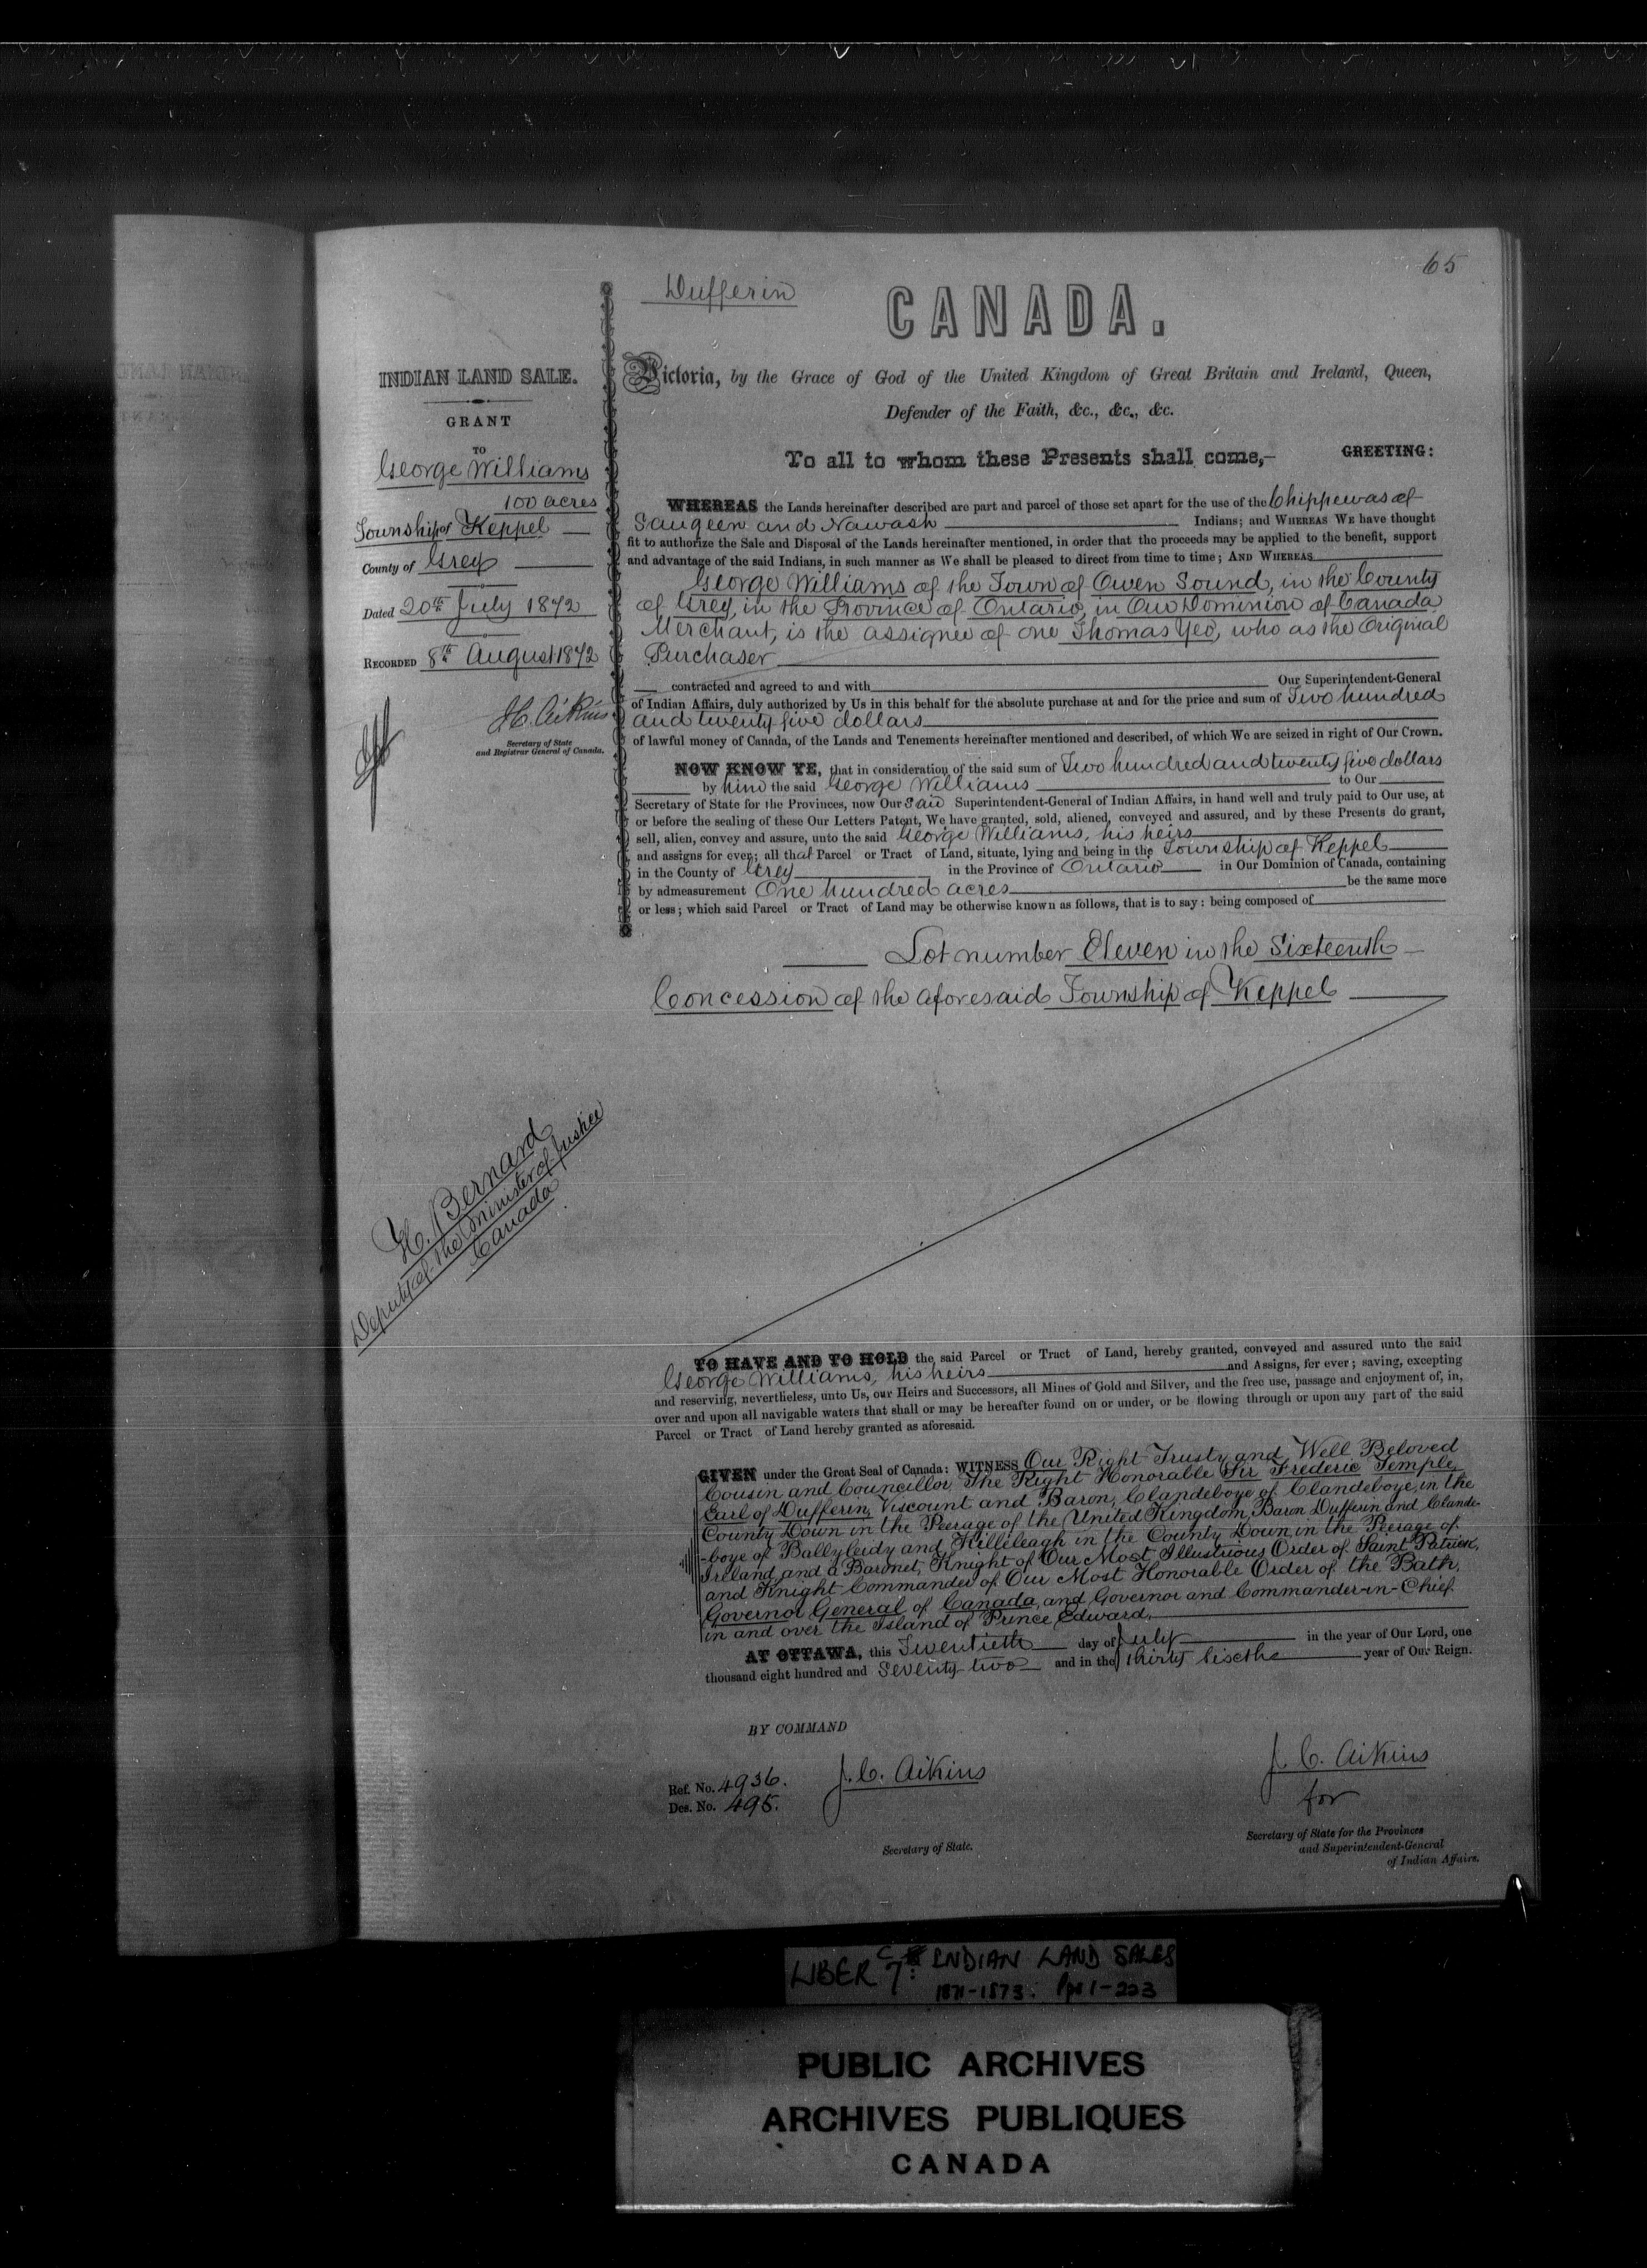 65
Dufferin
CANADA.
INDIAN LAND SALE.
GRANT
TO
George Williams
100 acres
Township of Keppel
County of Grey
Dated 20th July 1872
RECORDED 8th August 1872
J.C. Aikins
Secretary of State
and Registrar General of Canada.
Victoria, by the Grace of God of the United Kingdom of Great Britain and Ireland, Queen,
Defender of the Faith, &c., &c., &c.
To all to whom these Presents shall come,— GREETING:
WHEREAS the Lands hereinafter described are part and parcel of those set apart for the use of the Chippewas of
Saugeen and Nawash Indians; and WHEREAS WE have thought
fit to authorize the Sale and Disposal of the Lands hereinafter mentioned, in order that the proceeds may be applied to the benefit, support
and advantage of the said Indians, in such manner as We shall be pleased to direct from time to time; AND WHEREAS
George Williams of the Town of Owen Sound, in the County
of Grey, in the Province of Ontario, in Our Dominion of Canada
Merchant, is the assignee of one Thomas Yeo, who as the Original
Purchaser
contracted and agreed to and with Our Superintendent-General
of Indian Affairs, duly authorized by Us in this behalf for the absolute purchase at and for the price and sum of Two hundred
and twenty five dollars
of lawful money of Canada, of the Lands and Tenements hereinafter mentioned and described, of which We are seized in right of Our Crown.
NOW KNOW YE, that in consideration of the said sum of Two hundred and twenty five dollars
by him the said George Williams to Our
Secretary of State for the Provinces, now Our said Superintendent-General of Indian Affairs, in hand well and truly paid to Our use, at
or before the sealing of these Our Letters Patent, We have granted, sold, aliened, conveyed and assured, and by these Presents do grant,
sell, alien, convey and assure, unto the said George Williams, his heirs
and assigns for ever; all that Parcel or Tract of Land, situate, lying and being in the Township of Keppel
in the County of Grey in the Province of Ontario in Our Dominion of Canada, containing
by admeasurement One hundred acres be the same more
or less; which said Parcel or Tract of Land may be otherwise known as follows, that is to say: being composed of
Lot number Eleven in the Sixteenth
Concession of the aforesaid Township of Keppel
H. Bernard
Deputy of the Minister of Justice
Canada
TO HAVE AND TO HOLD the said Parcel or Tract of Land, hereby granted, conveyed and assured unto the said
George Williams, his heirs and Assigns, for ever; saving, excepting
and reserving, nevertheless, unto Us, our Heirs and Successors, all Mines of Gold and Silver, and the free use, passage and enjoyment of, in,
over and upon all navigable waters that shall or may be hereafter found on or under, or be flowing through or upon any part of the said
Parcel or Tract of Land hereby granted as aforesaid.
GIVEN under the Great Seal of Canada: WITNESS Our Right Trusty and Well Beloved
Cousin and Councillor, The Right Honorable Sir Frederic Temple,
Earl of Dufferin, Viscount and Baron, Clandeboye of Clandeboye, in the
County Down in the Peerage of the United Kingdom, Baron Dufferin and Clande-
-boye of Ballyleidy and Killeleagh in the County Down, in the Peerage of
Ireland and a Baronet, Knight of Our Most Illustrious Order of Saint Patrick,
and Knight Commander of Our Most Honorable Order of the Bath,
Governor General of Canada, and Governor and Commander-in-Chief
in and over the Island of Prince Edward,
AT OTTAWA, this Twentieth day of July in the year of Our Lord, one
thousand eight hundred and Seventy-two and in the thirty Sixth year of Our Reign.
BY COMMAND
Ref. No. 4936.
Des. No. 495.
J. C. Aikins
Secretary of State.
J. C. Aikins
for
Secretary of State for the Provinces
and Superintendent-General
of Indian Affairs.
LIBER C 7: INDIAN LAND SALES
1871-1873. Pgs 1-223
PUBLIC ARCHIVES
ARCHIVES PUBLIQUES
CANADA